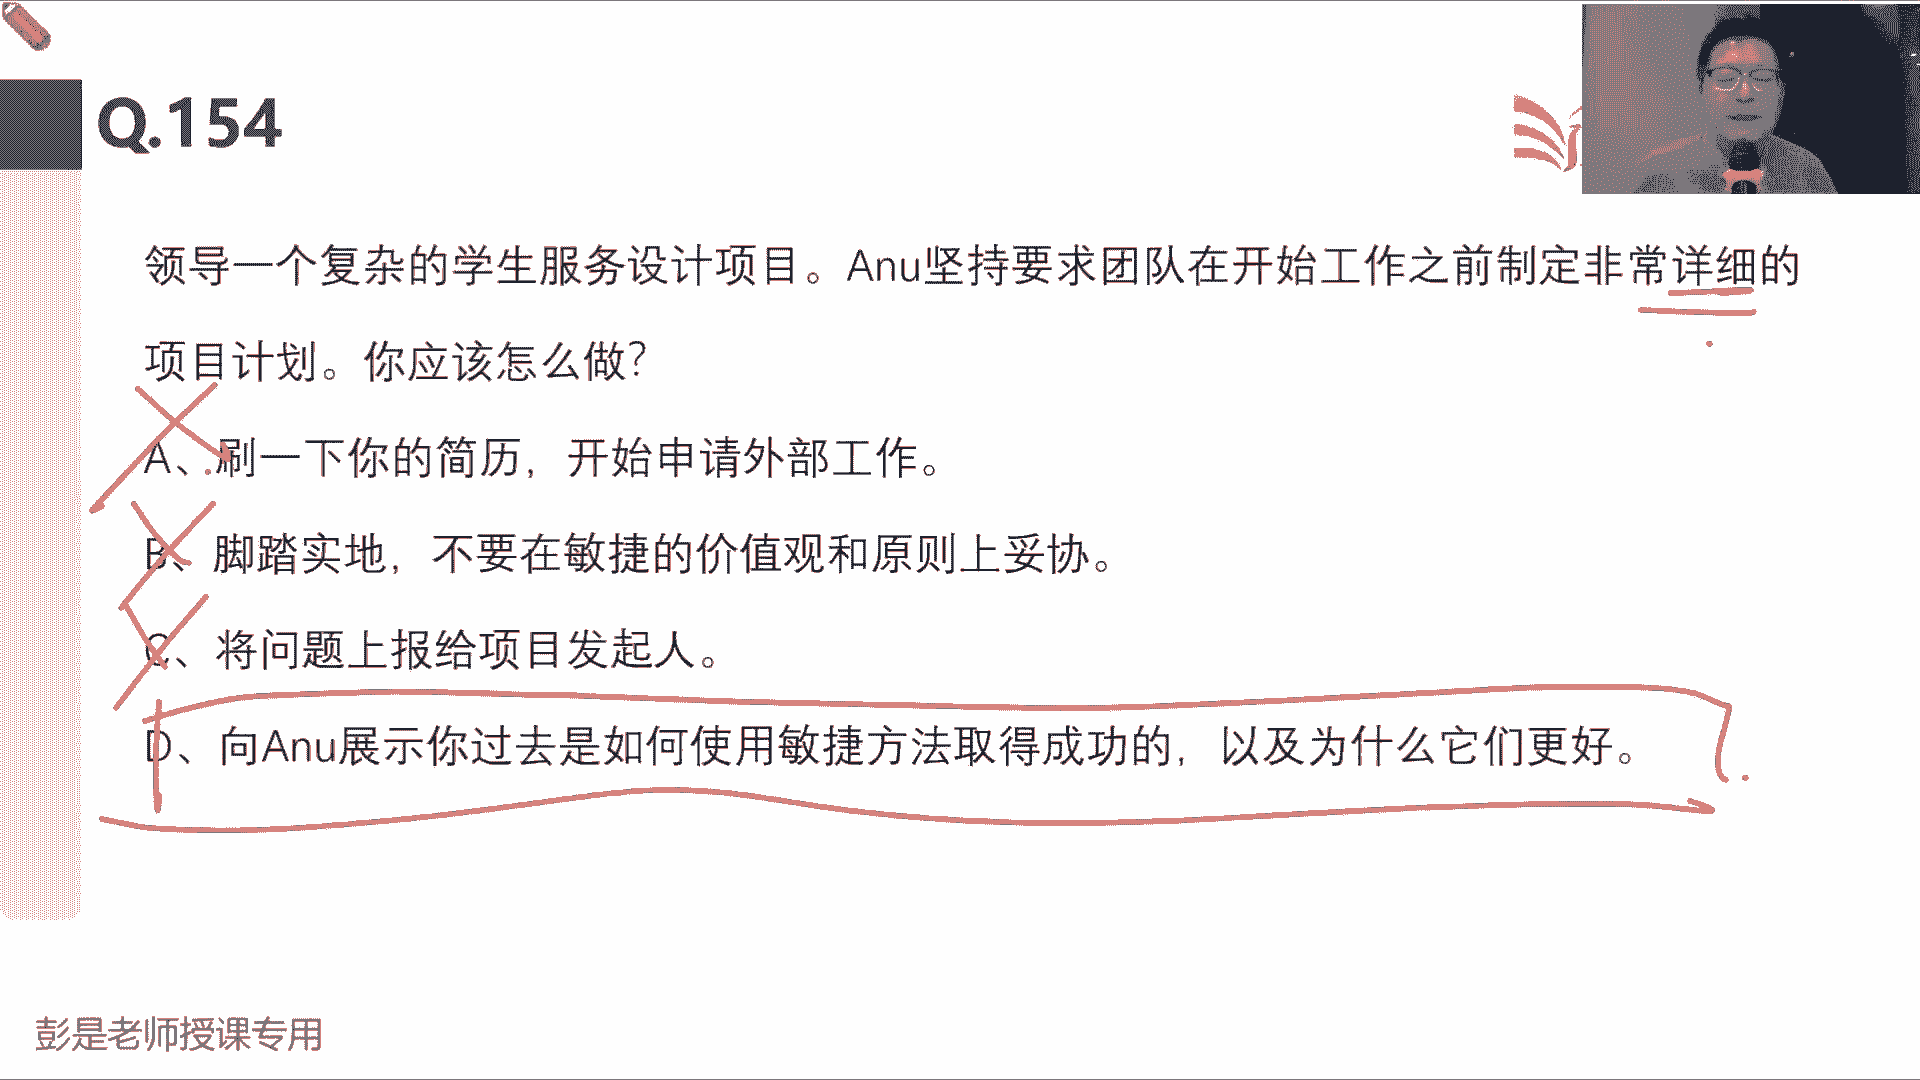 Q.154
领导一个复杂的学生服务设计项目。Anu坚持要求团队在开始工作之前制定非常详细的
项目计划。你应该怎么做？
A、刷一下你的简历，开始申请外部工作。
B、脚踏实地，不要在敏捷的价值观和原则上妥协。
C、将问题上报给项目发起人。
D、向Anu展示你过去是如何使用敏捷方法取得成功的，以及为什么它们更好。
彭是老师授课专用